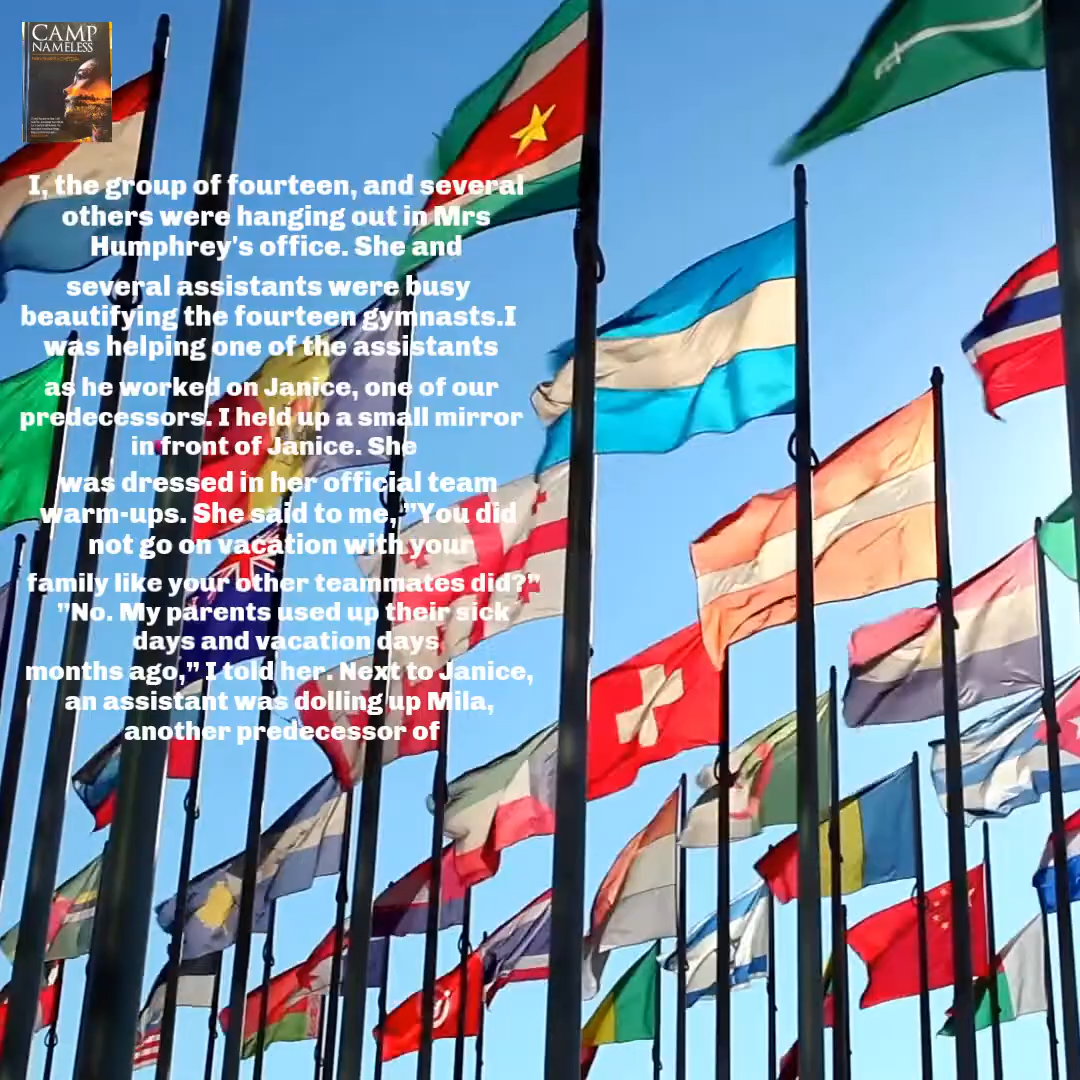 CAMP
NAMELESS
I, the group of fourteen, and several
others were hanging out in Mrs
Humphrey's office. She and
several assistants were busy
beautifying the fourteen gymnasts.I
was helping one of the assistants
as he worked on Janice, one of our
predecessors. I held up a small mirror
in front of Janice. She
was dressed in her official team
warm-ups. She said to me, ”You did
not go on vacation with your
family like your other teammates did?”
”No. My parents used up their sick
days and vacation days
months ago,” I told her. Next to Janice,
an assistant was dolling up Mila,
another predecessor of